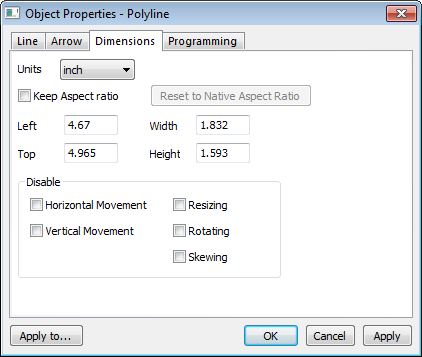 Object Properties - Polyline
Line Arrow Dimensions Programming
Units inch
Keep Aspect ratio Reset to Native Aspect Ratio
Left 4.67 Width 1.832
Top 4.965 Height 1.593
Disable
Horizontal Movement Resizing
Vertical Movement Rotating
Skewing
Apply to... OK Cancel Apply